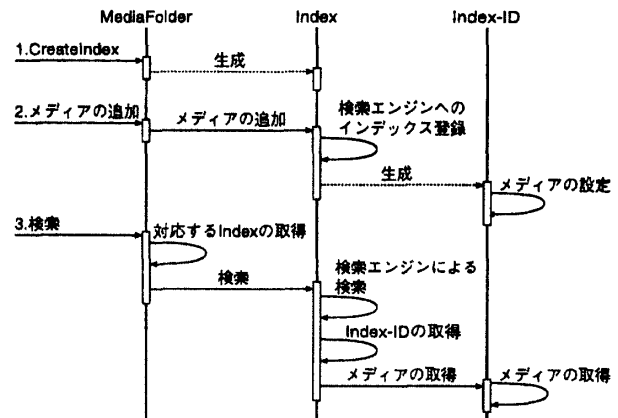 MediaFolder Index Index-ID
1.CreateIndex
生成
2.メディアの追加
メディアの追加
検索エンジンへの
インデックス登録
生成
メディアの設定
3.検索
対応するIndexの取得
検索
検索エンジンによる
検索
Index-IDの取得
メディアの取得
メディアの取得